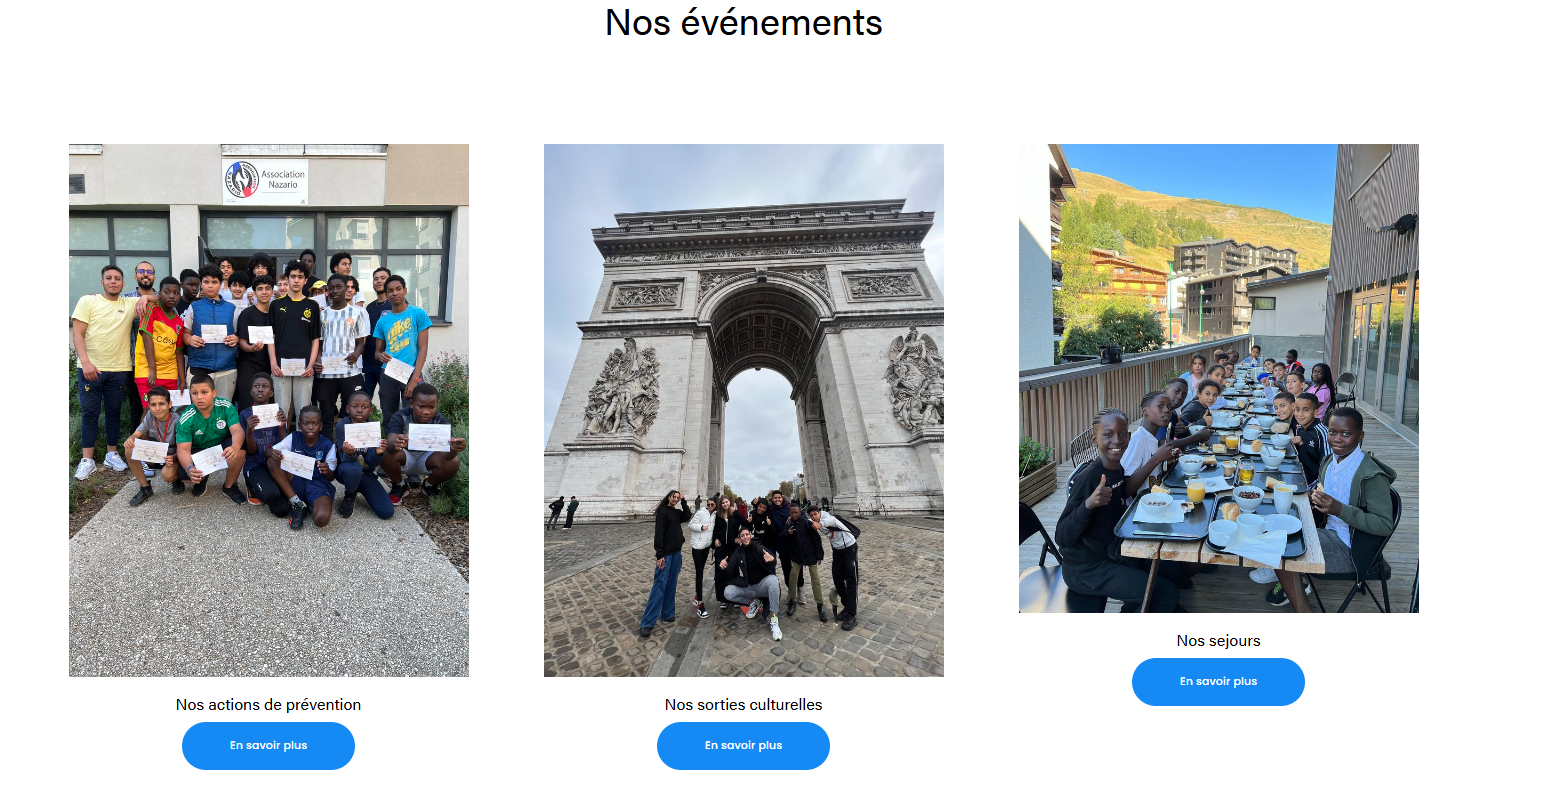 Nos événements
Association
Nazario
Nos actions de prévention
En savoir plus
Nos sorties culturelles
En savoir plus
Nos sejours
En savoir plus